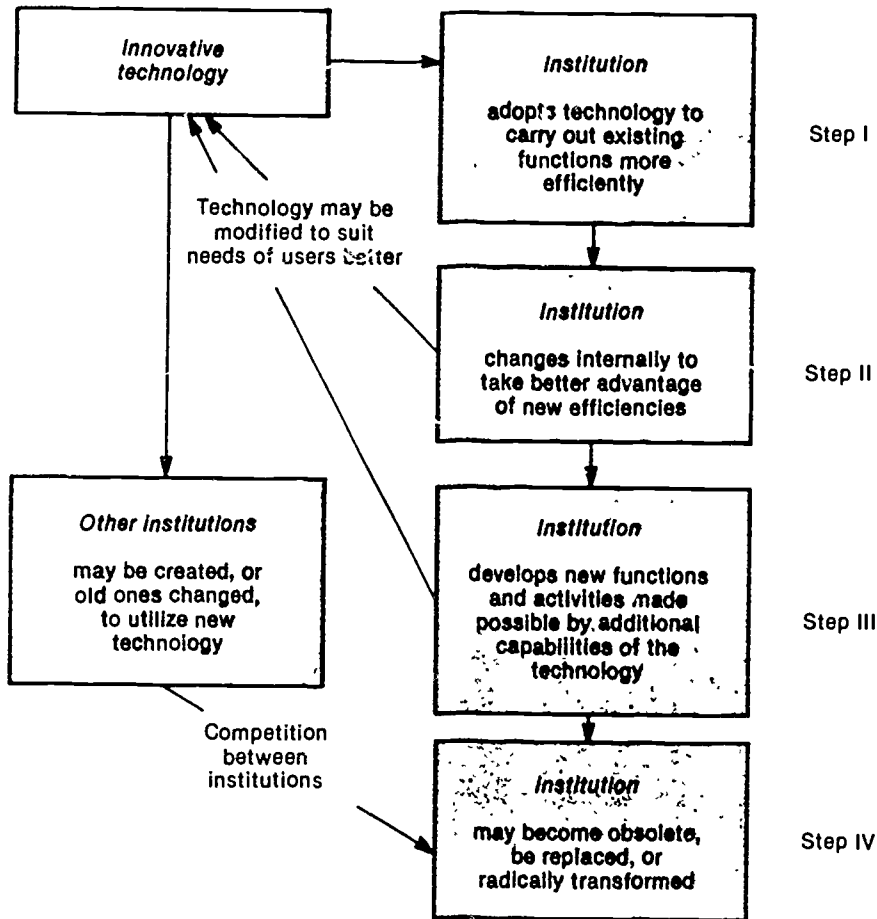 Innovative
technology
Institution
adopts technology to
carry out existing
functions more
efficiently
Step I
Technology may be
modified to suit
needs of users better
Institution
changes internally to
take better advantage
of new efficiencies
Step II
Other institutions
may be created, or
old ones changed,
to utilize new
technology
Institution
develops new functions
and activities made
possible by additional
capabilities of the
technology
Step III
Competition
between
institutions
Institution
may become obsolete,
be replaced, or
radically transformed
Step IV